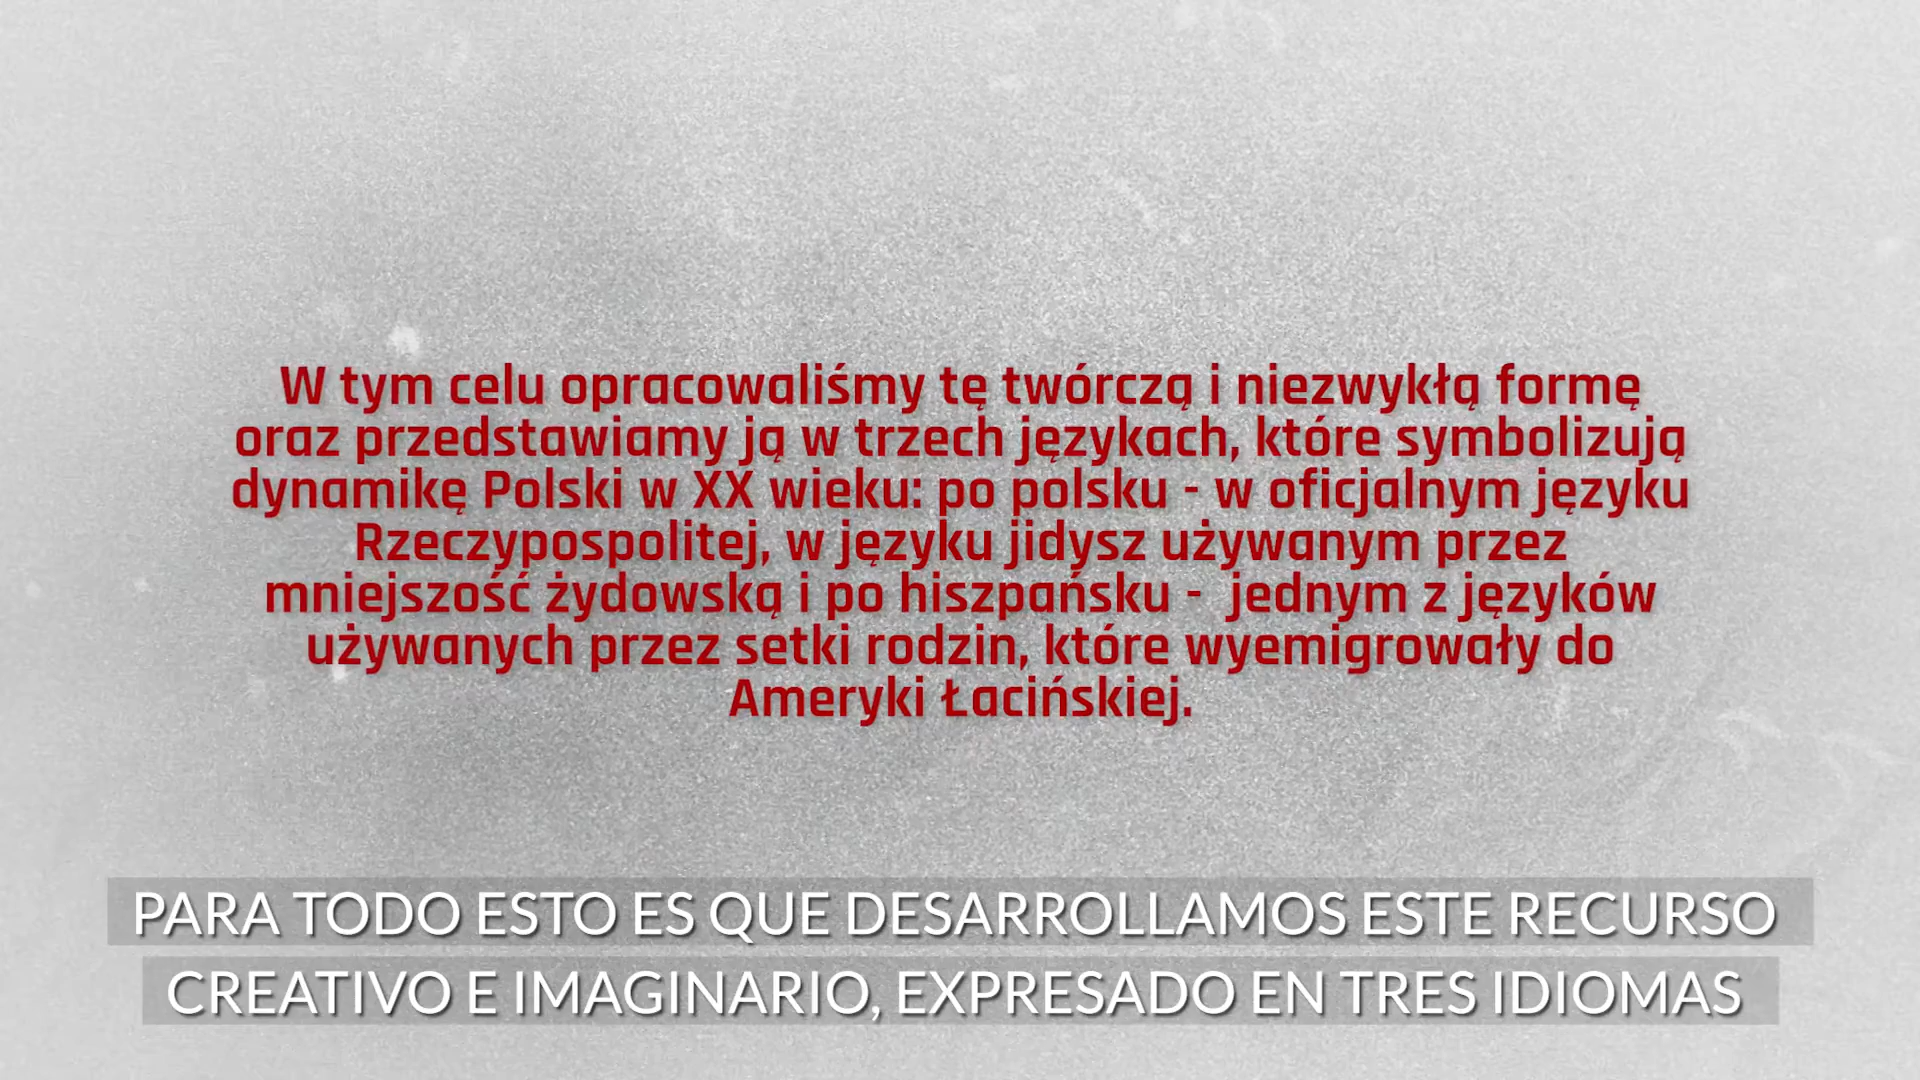 W tym celu opracowaliśmy tę twórczą i niezwykłą formę
oraz przedstawiamy ją w trzech językach, które symbolizują
dynamikę Polski w XX wieku: po polsku - w oficjalnym języku
Rzeczypospolitej, w języku jidysz używanym przez
mniejszość żydowską i po hiszpańsku - jednym z języków
używanych przez setki rodzin, które wyemigrowały do
Ameryki Łacińskiej.
PARA TODO ESTO ES QUE DESARROLLAMOS ESTE RECURSO
CREATIVO E IMAGINARIO, EXPRESADO EN TRES IDIOMAS